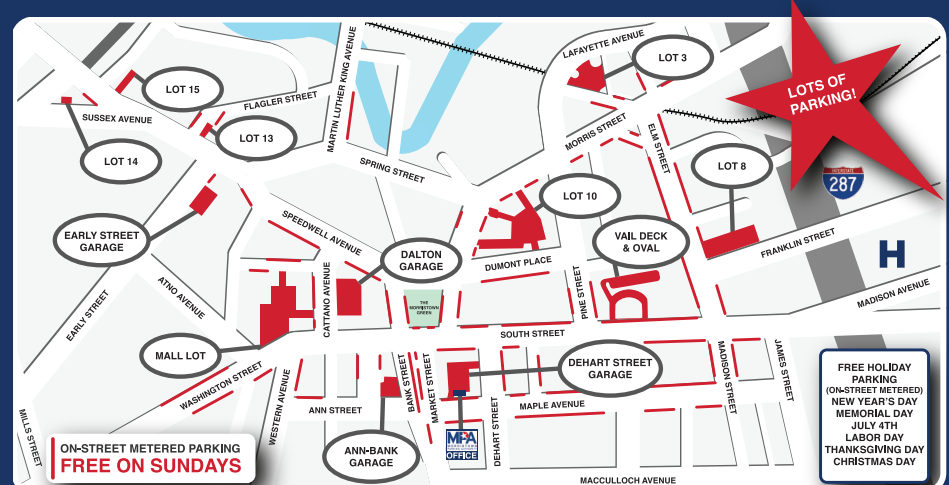 LAFAYETTE AVENUE
LOT 3
LOTS OF
PARKING!
MARTIN LUTHER KING AVENUE
LOT 15
FLAGLER STREET
SUSSEX AVENUE
LOT 13
LOT 14
MORRIS STREET
ELM STREET
SPRING STREET
LOT 8
INTERSTATE
287
LOT 10
EARLY STREET
GARAGE
SPEEDWELL AVENUE
DALTON
GARAGE
VAIL DECK
& OVAL
FRANKLIN STREET
H
DUMONT PLACE
CATTANO AVENUE
ATNO AVENUE
EARLY STREET
THE
MORRISTOWN
GREEN
PINE STREET
MADISON AVENUE
SOUTH STREET
MALL LOT
WASHINGTON STREET
WESTERN AVENUE
BANK STREET
MARKET STREET
DEHART STREET
GARAGE
MADISON STREET
JAMES STREET
ANN STREET
MAPLE AVENUE
DEHART STREET
MILLS STREET
ANN-BANK
GARAGE
MPA
OFFICE
MACCULLOCH AVENUE
ON-STREET METERED PARKING
FREE ON SUNDAYS
FREE HOLIDAY
PARKING
(ON-STREET METERED)
NEW YEAR'S DAY
MEMORIAL DAY
JULY 4TH
LABOR DAY
THANKSGIVING DAY
CHRISTMAS DAY